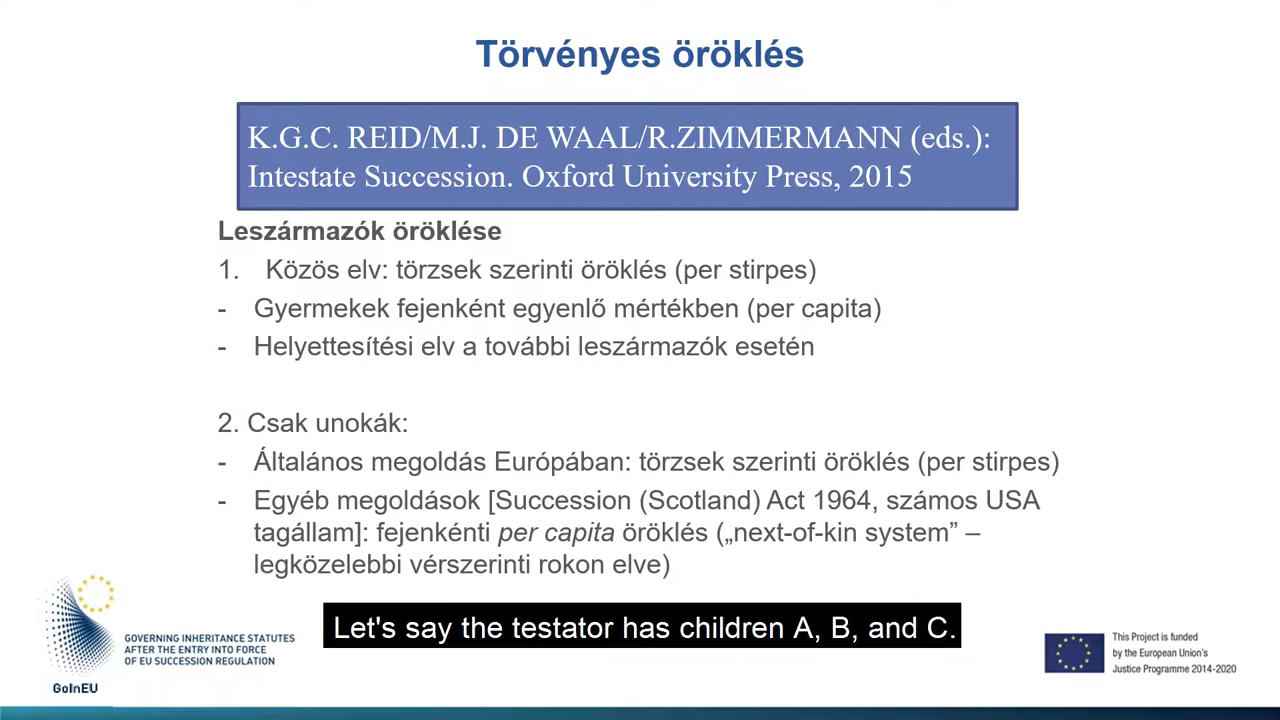 Törvényes öröklés
K.G.C. REID/M.J. DE WAAL/R.ZIMMERMANN (eds.):
Intestate Succession. Oxford University Press, 2015
Leszármazók öröklése
1. Közös elv: törzsek szerinti öröklés (per stirpes)
- Gyermekek fejenként egyenlő mértékben (per capita)
- Helyettesítési elv a további leszármazók esetén
2. Csak unokák:
- Általános megoldás Európában: törzsek szerinti öröklés (per stirpes)
- Egyéb megoldások [Succession (Scotland) Act 1964, számos USA
tagállam]: fejenkénti per capita öröklés („next-of-kin system” –
legközelebbi vérszerinti rokon elve)
Let's say the testator has children A, B, and C.
GOVERNING INHERITANCE STATUTES
AFTER THE ENTRY INTO FORCE
OF EU SUCCESSION REGULATION
GoInEU
This Project is funded
by the European Union's
Justice Programme 2014-2020